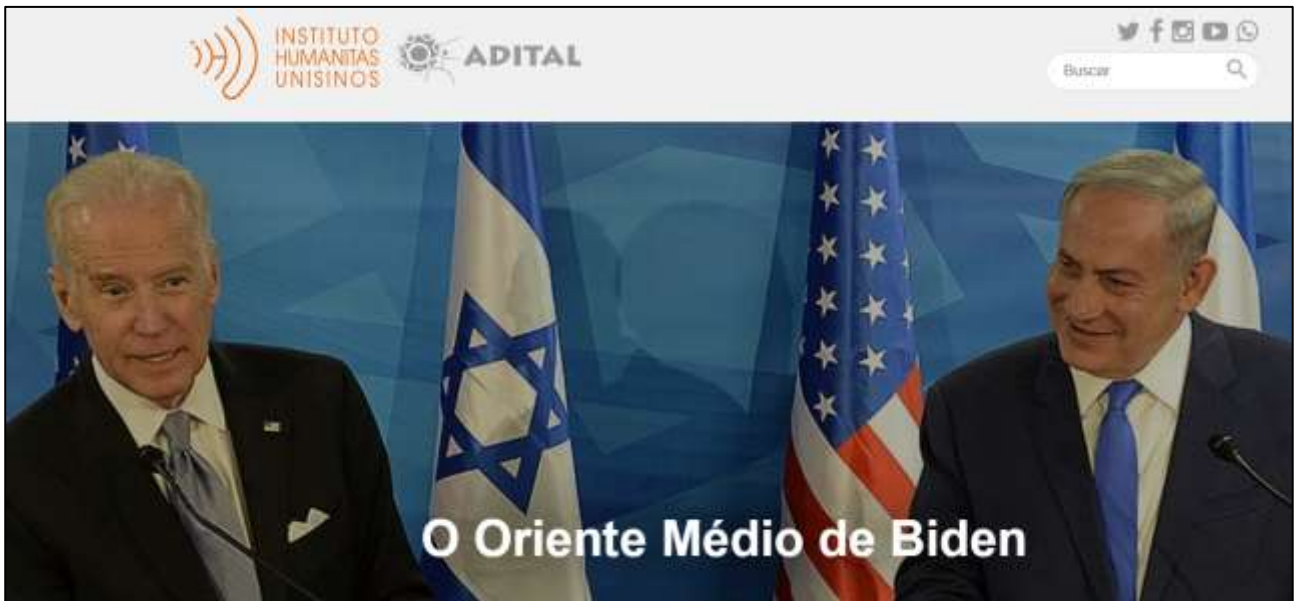 INSTITUTO
HUMANITAS
UNISINOS
ADITAL
Buscar
O Oriente Médio de Biden